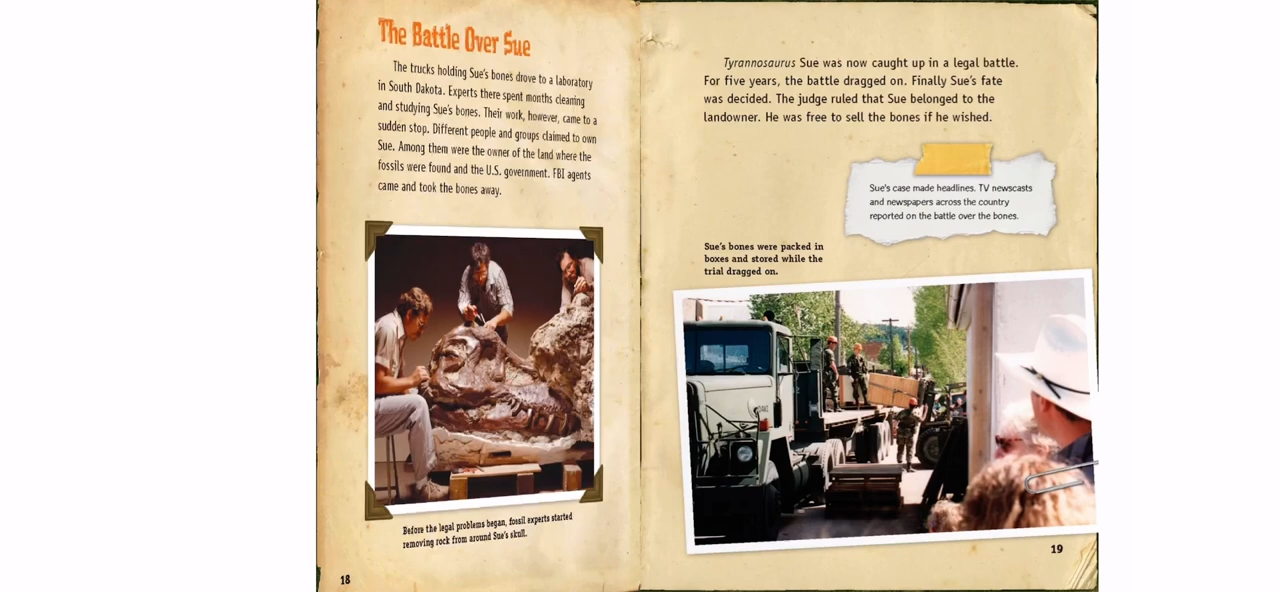 The Battle Over Sue
The trucks holding Sue's bones drove to a laboratory
in South Dakota. Experts there spent months cleaning
and studying Sue's bones. Their work, however, came to a
sudden stop. Different people and groups claimed to own
Sue. Among them were the owner of the land where the
fossils were found and the U.S. government. FBI agents
came and took the bones away.
Before the legal problems began, fossil experts started
removing rock from around Sue's skull.
18
Tyrannosaurus Sue was now caught up in a legal battle.
For five years, the battle dragged on. Finally Sue's fate
was decided. The judge ruled that Sue belonged to the
landowner. He was free to sell the bones if he wished.
Sue's case made headlines. TV newscasts
and newspapers across the country
reported on the battle over the bones.
Sue's bones were packed in
boxes and stored while the
trial dragged on.
19